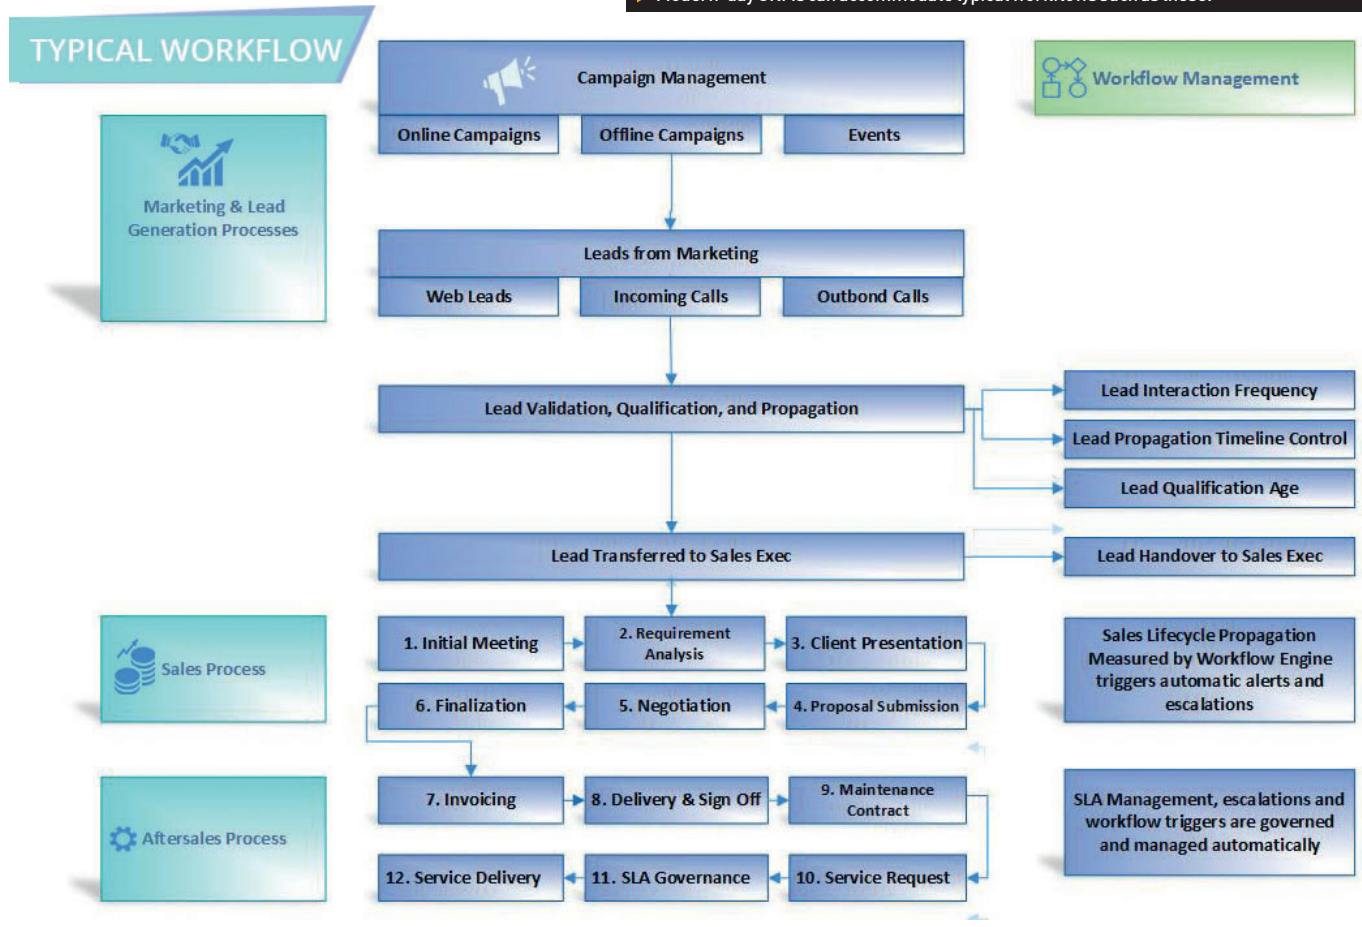 TYPICAL WORKFLOW
Campaign Management
Online Campaigns
Offline Campaigns
Events
Workflow Management
Marketing & Lead
Generation Processes
Leads from Marketing
Web Leads
Incoming Calls
Outbond Calls
Lead Validation, Qualification, and Propagation
Lead Interaction Frequency
Lead Propagation Timeline Control
Lead Qualification Age
Lead Transferred to Sales Exec
Lead Handover to Sales Exec
Sales Process
1. Initial Meeting
2. Requirement
Analysis
3. Client Presentation
6. Finalization
5. Negotiation
4. Proposal Submission
Sales Lifecycle Propagation
Measured by Workflow Engine
triggers automatic alerts and
escalations
Aftersales Process
7. Invoicing
8. Delivery & Sign Off
9. Maintenance
Contract
12. Service Delivery
11. SLA Governance
10. Service Request
SLA Management, escalations and
workflow triggers are governed
and managed automatically